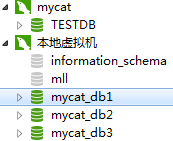 mycat
TESTDB
本地虚拟机
information_schema
mll
mycat_db1
mycat_db2
mycat_db3